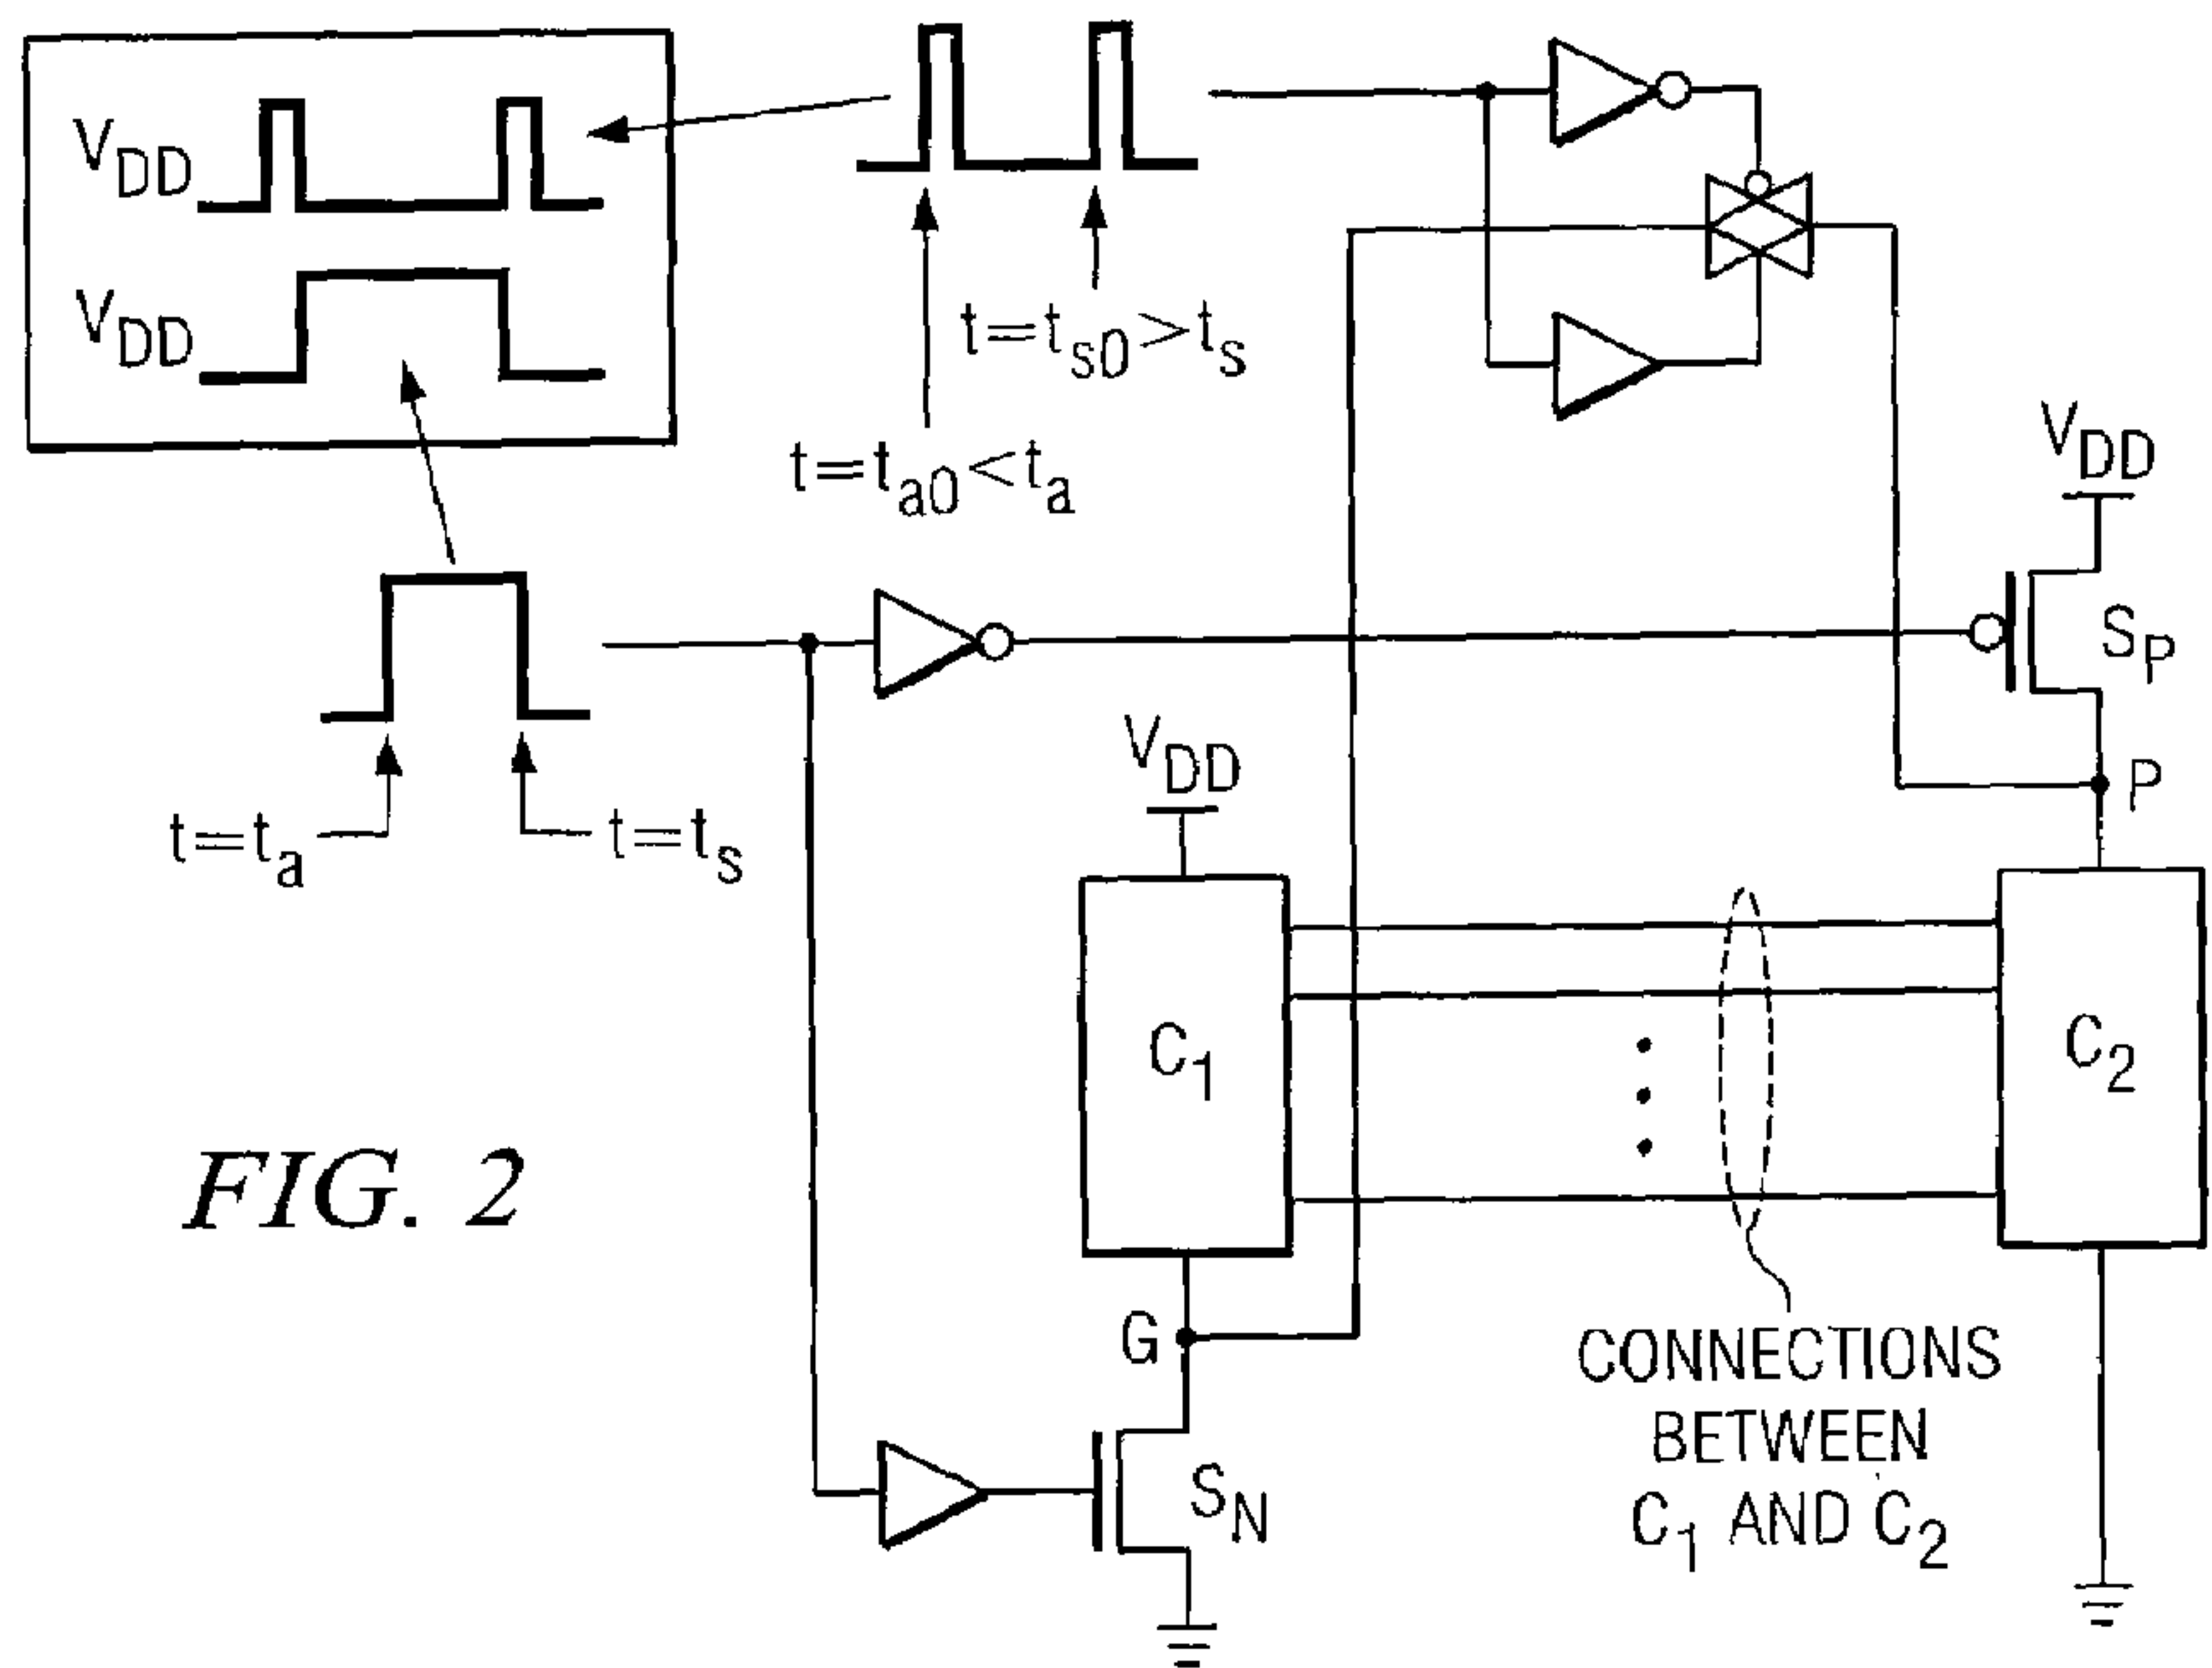 V_DD
V_DD
t=t_s0>t_s
t=t_a0<t_a
V_DD
S_P
P
V_DD
t=t_a
t=t_s
C_1
C_2
FIG. 2
G
CONNECTIONS
BETWEEN
C_1 AND C_2
S_N